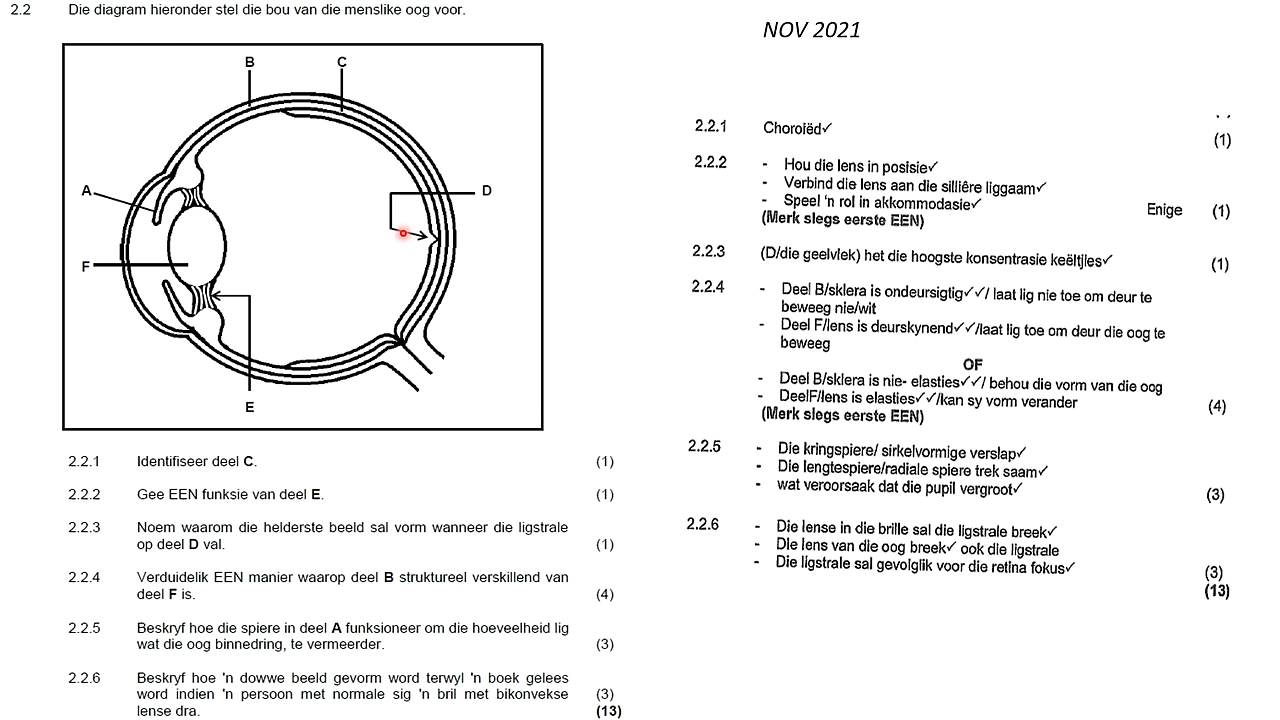 2.2 Die diagram hieronder stel die bou van die menslike oog voor.
B
C
A
D
F
E
2.2.1 Identifiseer deel C. (1)
2.2.2 Gee EEN funksie van deel E. (1)
2.2.3 Noem waarom die helderste beeld sal vorm wanneer die ligstrale
op deel D val. (1)
2.2.4 Verduidelik EEN manier waarop deel B struktureel verskillend van
deel F is. (4)
2.2.5 Beskryf hoe die spiere in deel A funksioneer om die hoeveelheid lig
wat die oog binnedring, te vermeerder. (3)
2.2.6 Beskryf hoe 'n dowwe beeld gevorm word terwyl 'n boek gelees
word indien 'n persoon met normale sig 'n bril met bikonvekse (3)
lense dra. (13)
NOV 2021
2.2.1 Choroïëd✓
(1)
2.2.2 - Hou die lens in posisie✓
- Verbind die lens aan die silliêre liggaam✓
- Speel 'n rol in akkommodasie✓
(Merk slegs eerste EEN) Enige (1)
2.2.3 (D/die geelvlek) het die hoogste konsentrasie keëltjies✓ (1)
2.2.4 - Deel B/sklera is ondeursigtig✓✓/ laat lig nie toe om deur te
beweeg nie/wit
- Deel F/lens is deurskynend✓✓/laat lig toe om deur die oog te
beweeg
OF
- Deel B/sklera is nie- elasties✓✓/ behou die vorm van die oog
- DeelF/lens is elasties✓✓/kan sy vorm verander (4)
(Merk slegs eerste EEN)
2.2.5 - Die kringspiere/ sirkelvormige verslap✓
- Die lengtespiere/radiale spiere trek saam✓
- wat veroorsaak dat die pupil vergroot✓ (3)
2.2.6 - Die lense in die brille sal die ligstrale breek✓
- Die lens van die oog breek✓ ook die ligstrale
- Die ligstrale sal gevolglik voor die retina fokus✓ (3)
(13)